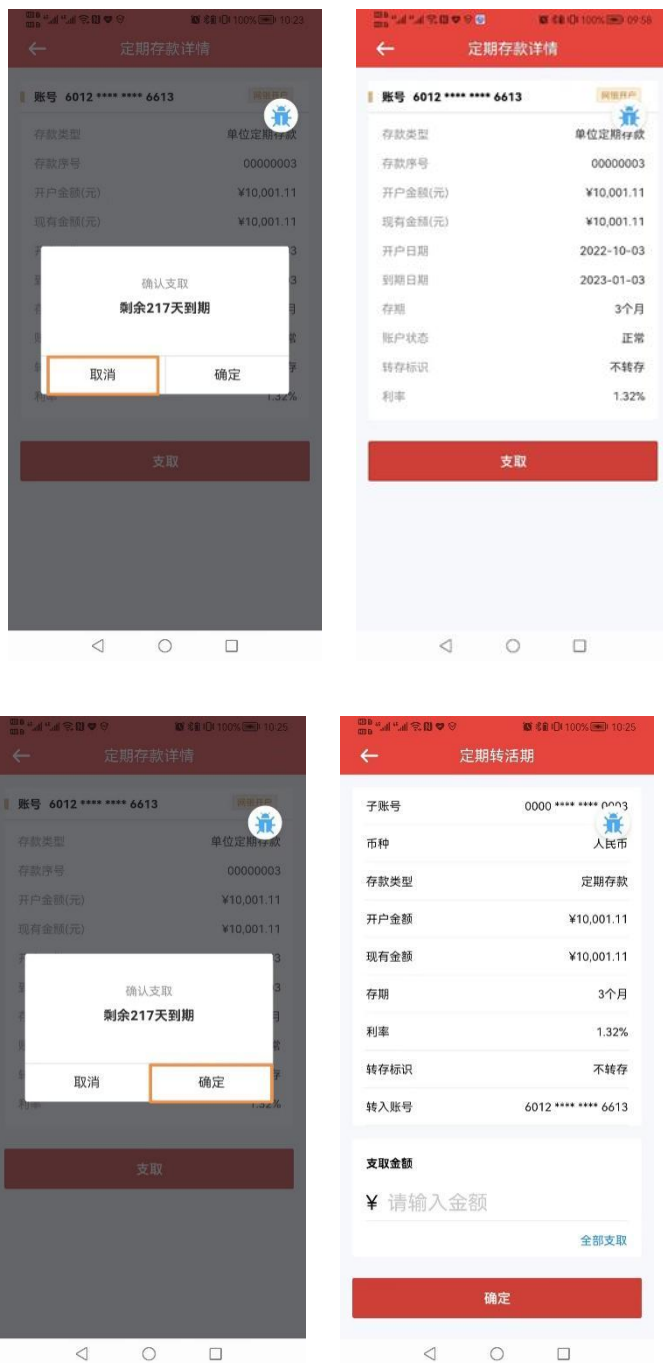 100% 10:23
定期存款详情
账号 6012 **** **** 6613
存款类型 单位定期存款
存款序号 00000003
开户金额(元) ¥10,001.11
现有金额(元) ¥10,001.11
确认支取
剩余217天到期
取消 确定
利率 1.32%
支取
100% 09:58
定期存款详情
账号 6012 **** **** 6613 网银开户
存款类型 单位定期存款
存款序号 00000003
开户金额(元) ¥10,001.11
现有金额(元) ¥10,001.11
开户日期 2022-10-03
到期日期 2023-01-03
存期 3个月
账户状态 正常
转存标识 不转存
利率 1.32%
支取
100% 10:25
定期存款详情
账号 6012 **** **** 6613
存款类型 单位定期存款
存款序号 00000003
开户金额(元) ¥10,001.11
现有金额(元) ¥10,001.11
确认支取
剩余217天到期
取消 确定
利率 1.32%
支取
100% 10:25
定期转活期
子账号 0000 **** **** 0003
币种 人民币
存款类型 定期存款
开户金额 ¥10,001.11
现有金额 ¥10,001.11
存期 3个月
利率 1.32%
转存标识 不转存
转入账号 6012 **** **** 6613
支取金额
¥ 请输入金额
全部支取
确定